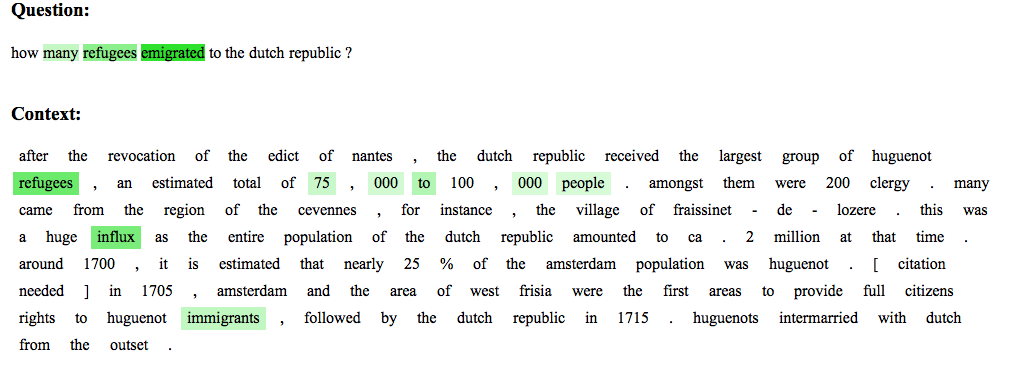 Question:
how many refugees emigrated to the dutch republic ?
Context:
after the revocation of the edict of nantes , the dutch republic received the largest group of huguenot
refugees , an estimated total of 75 , 000 to 100 , 000 people . amongst them were 200 clergy . many
came from the region of the cevennes , for instance , the village of fraissinet - de - lozere . this was
a huge influx as the entire population of the dutch republic amounted to ca . 2 million at that time .
around 1700 , it is estimated that nearly 25 % of the amsterdam population was huguenot . [ citation
needed ] in 1705 , amsterdam and the area of west frisia were the first areas to provide full citizens
rights to huguenot immigrants , followed by the dutch republic in 1715 . huguenots intermarried with dutch
from the outset .